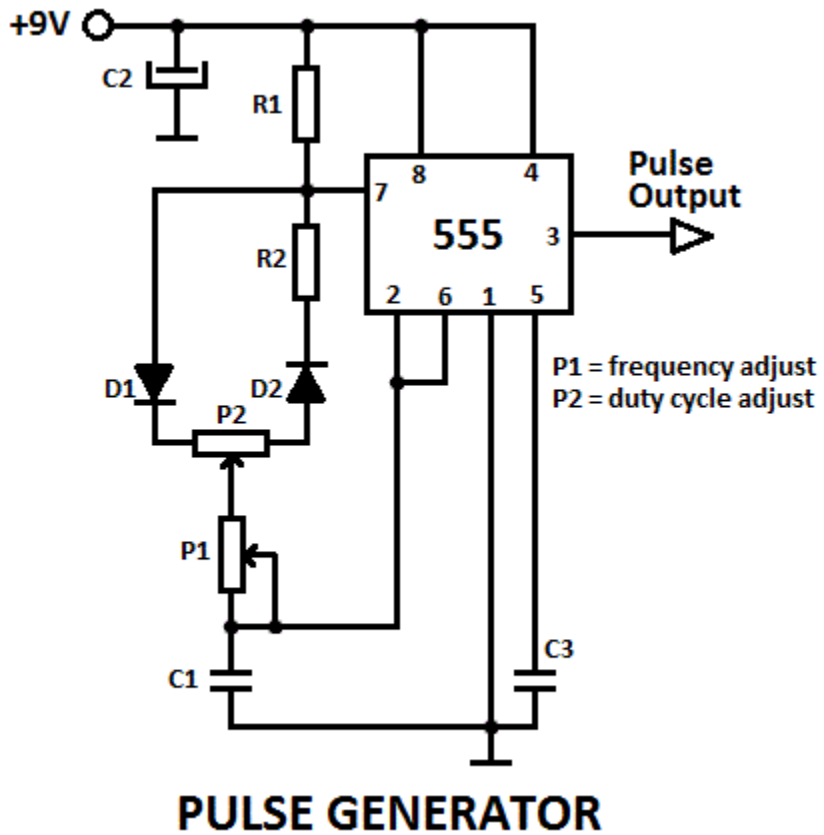 +9V
C2
R1
8
4
Pulse
Output
7
555
3
R2
2
6
1
5
D1
D2
P1 = frequency adjust
P2 = duty cycle adjust
P2
P1
C1
C3
PULSE GENERATOR